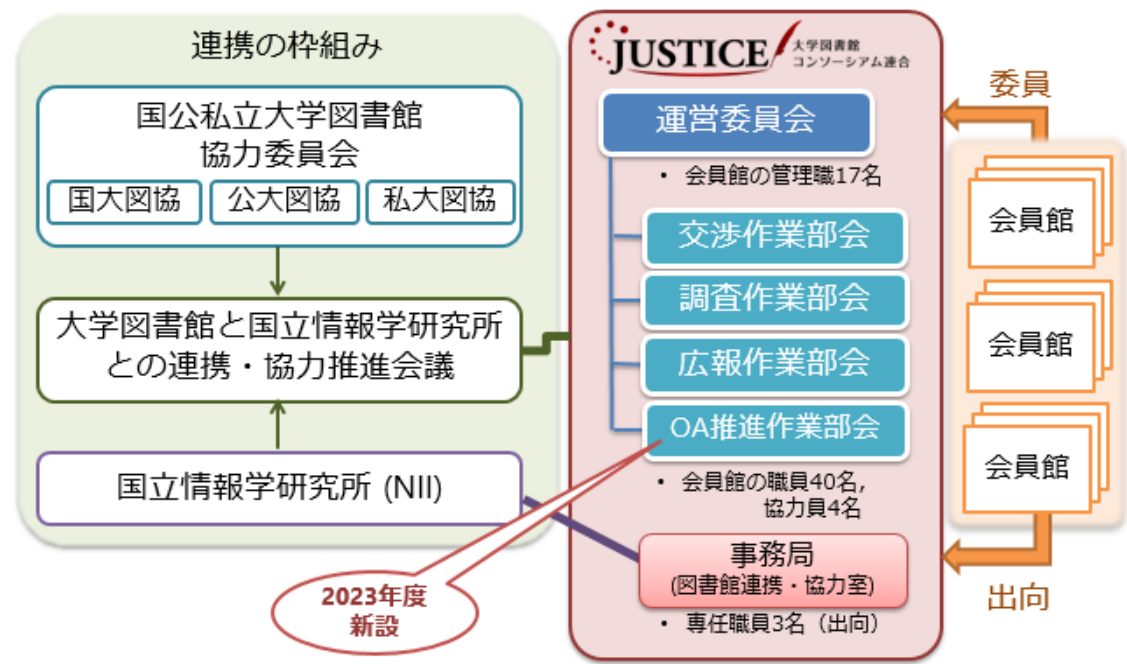 連携の枠組み
国公私立大学図書館
協力委員会
国大図協
公大図協
私大図協
大学図書館と国立情報学研究所
との連携・協力推進会議
国立情報学研究所 (NII)
2023年度
新設
JUSTICE
大学図書館
コンソーシアム連合
運営委員会
・ 会員館の管理職17名
交渉作業部会
調査作業部会
広報作業部会
OA推進作業部会
・ 会員館の職員40名,
協力員4名
事務局
(図書館連携・協力室)
・ 専任職員3名（出向）
委員
会員館
会員館
会員館
出向